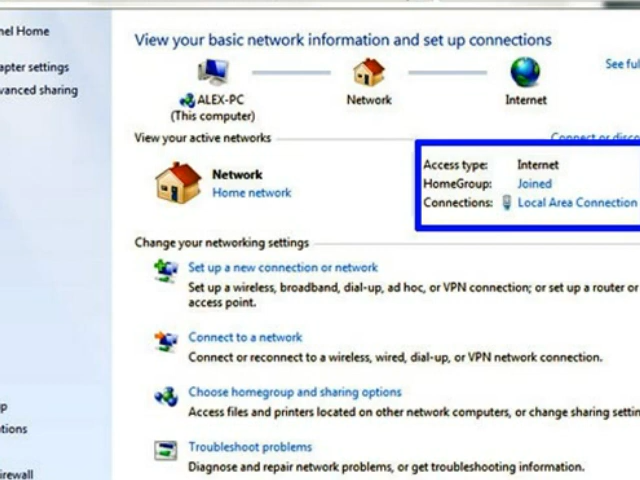 nel Home
apter settings
vanced sharing
View your basic network information and set up connections
See ful
ALEX-PC
(This computer)
Network
Internet
View your active networks
Connect or disco
Network
Home network
Access type: Internet
HomeGroup: Joined
Connections: Local Area Connection
Change your networking settings
Set up a new connection or network
Set up a wireless, broadband, dial-up, ad hoc, or VPN connection; or set up a router or
access point.
Connect to a network
Connect or reconnect to a wireless, wired, dial-up, or VPN network connection.
Choose homegroup and sharing options
Access files and printers located on other network computers, or change sharing settin
Troubleshoot problems
Diagnose and repair network problems, or get troubleshooting information.
p
tions
irewall